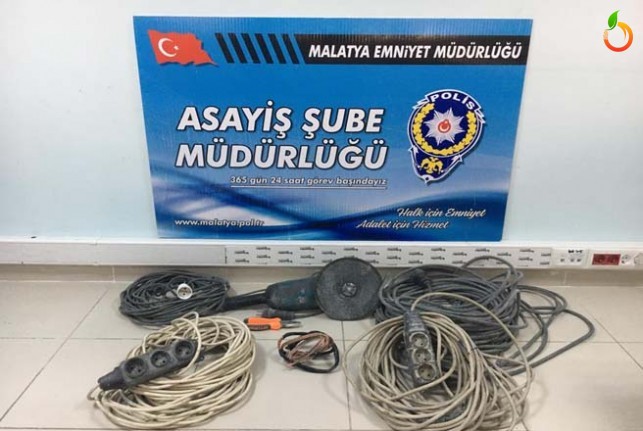 MALATYA EMNİYET MÜDÜRLÜĞÜ
POLİS
ASAYİŞ ŞUBE
MÜDÜRLÜĞÜ
365 gün 24 saat görev başındayız
www.malatya.pol.tr
Halk için Emniyet
Adalet için Hizmet